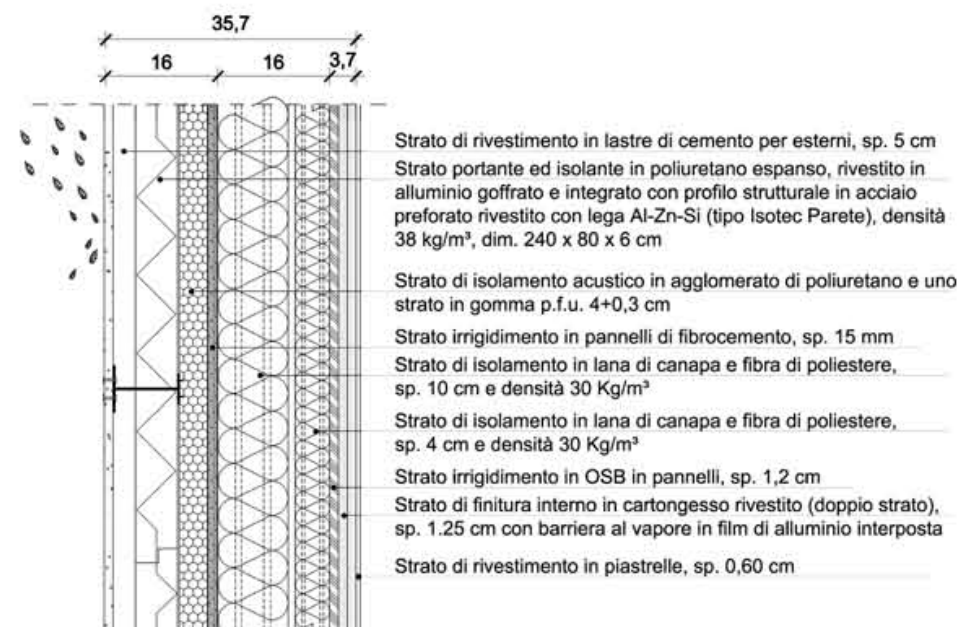 35,7
16 16 3,7
Strato di rivestimento in lastre di cemento per esterni, sp. 5 cm
Strato portante ed isolante in poliuretano espanso, rivestito in
alluminio goffrato e integrato con profilo strutturale in acciaio
preforato rivestito con lega Al-Zn-Si (tipo Isotec Parete), densità
38 kg/m³, dim. 240 x 80 x 6 cm
Strato di isolamento acustico in agglomerato di poliuretano e uno
strato in gomma p.f.u. 4+0,3 cm
Strato irrigidimento in pannelli di fibrocemento, sp. 15 mm
Strato di isolamento in lana di canapa e fibra di poliestere,
sp. 10 cm e densità 30 Kg/m³
Strato di isolamento in lana di canapa e fibra di poliestere,
sp. 4 cm e densità 30 Kg/m³
Strato irrigidimento in OSB in pannelli, sp. 1,2 cm
Strato di finitura interno in cartongesso rivestito (doppio strato),
sp. 1.25 cm con barriera al vapore in film di alluminio interposta
Strato di rivestimento in piastrelle, sp. 0,60 cm